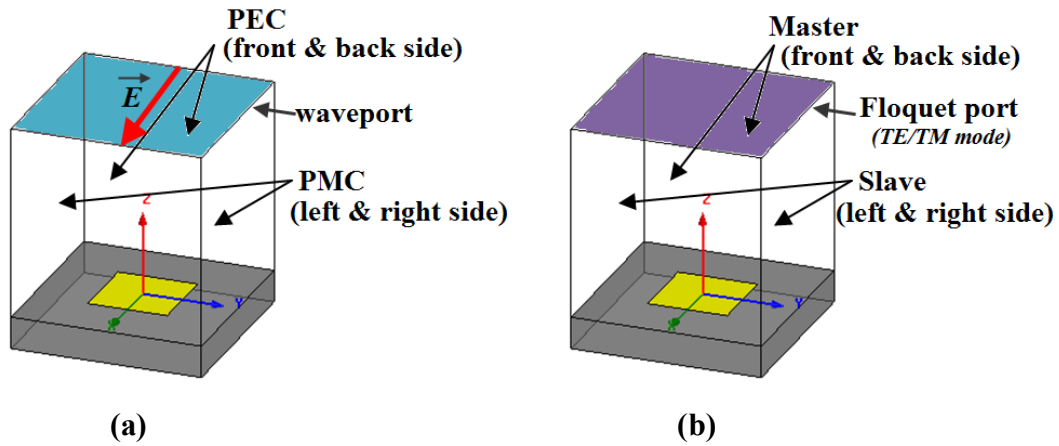 PEC
(front & back side)
E
waveport
PMC
(left & right side)
Z
Y
X
(a)
Master
(front & back side)
Floquet port
(TE/TM mode)
Slave
(left & right side)
Z
Y
X
(b)